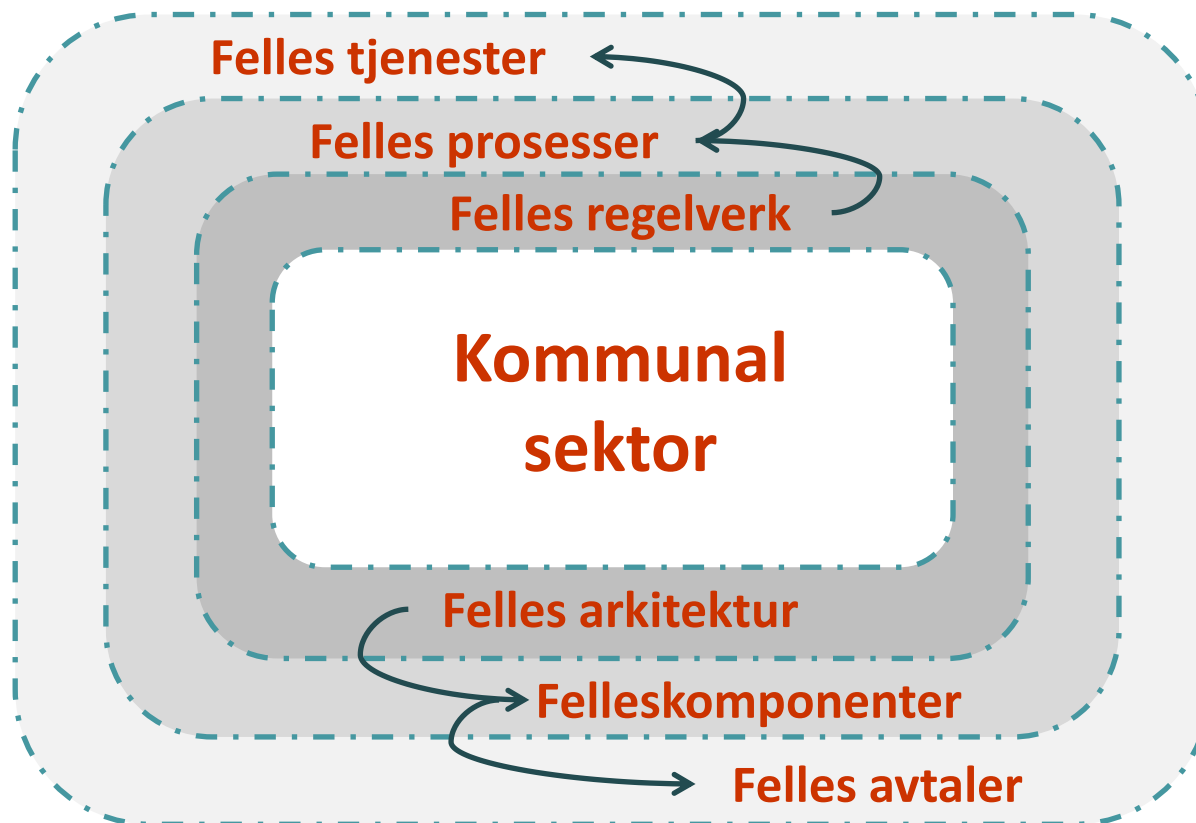 Felles tjenester
Felles prosesser
Felles regelverk
Kommunal
sektor
Felles arkitektur
Felleskomponenter
Felles avtaler